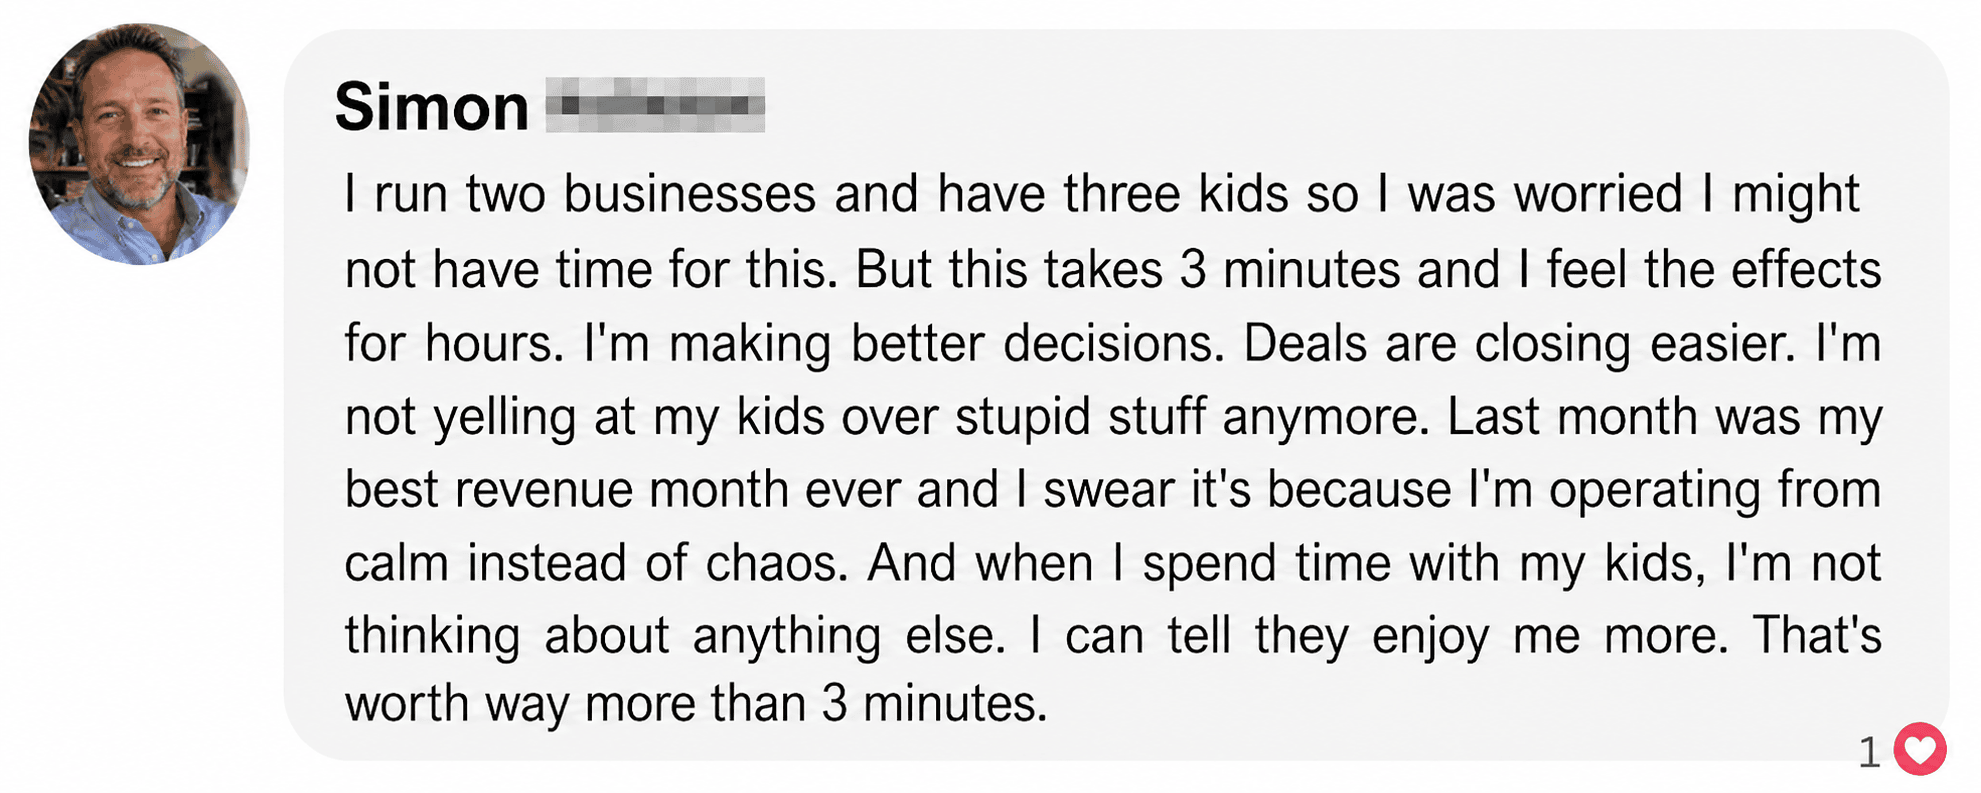 Simon
I run two businesses and have three kids so I was worried I might
not have time for this. But this takes 3 minutes and I feel the effects
for hours. I'm making better decisions. Deals are closing easier. I'm
not yelling at my kids over stupid stuff anymore. Last month was my
best revenue month ever and I swear it's because I'm operating from
calm instead of chaos. And when I spend time with my kids, I'm not
thinking about anything else. I can tell they enjoy me more. That's
worth way more than 3 minutes.
1